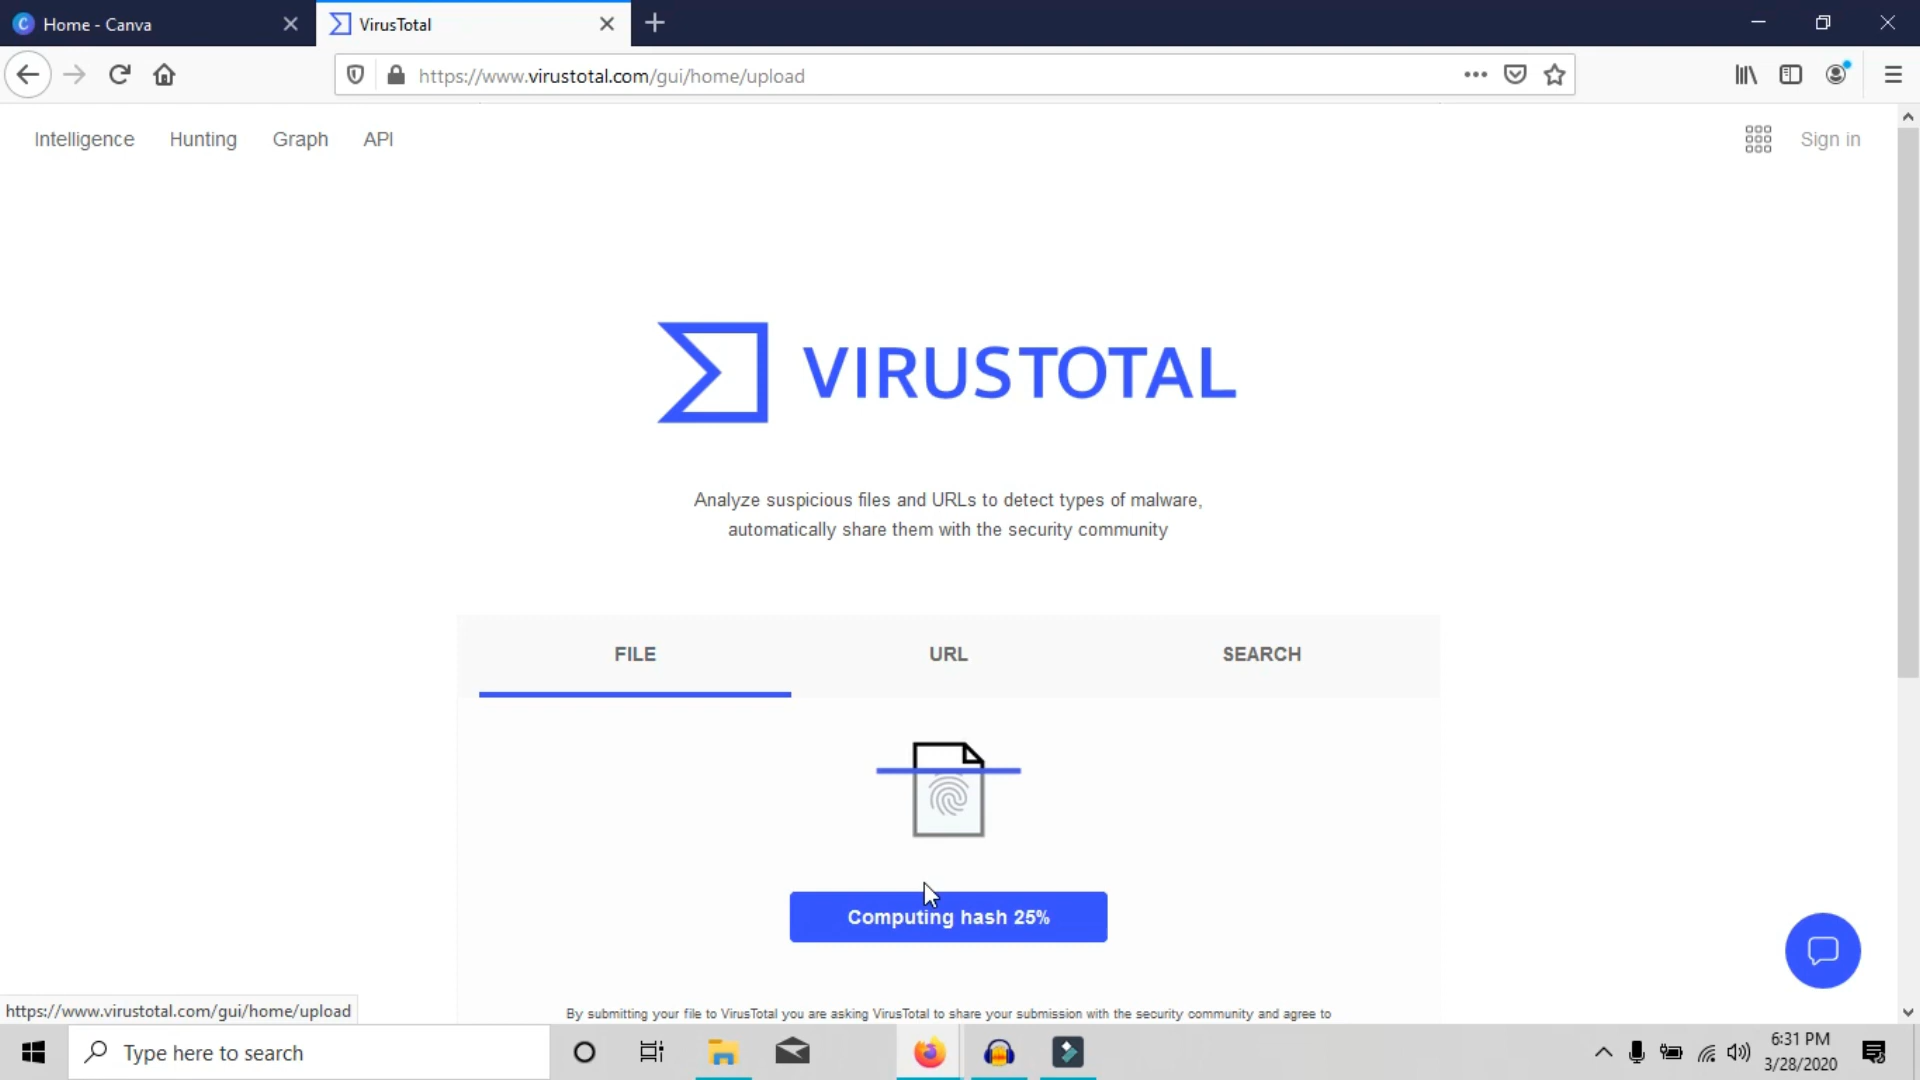 Home - Canva
VirusTotal
https://www.virustotal.com/gui/home/upload
Intelligence
Hunting
Graph
API
Sign in
VIRUSTOTAL
Analyze suspicious files and URLs to detect types of malware,
automatically share them with the security community
FILE
URL
SEARCH
Computing hash 25%
By submitting your file to VirusTotal you are asking VirusTotal to share your submission with the security community and agree to
https://www.virustotal.com/gui/home/upload
Type here to search
6:31 PM
3/28/2020